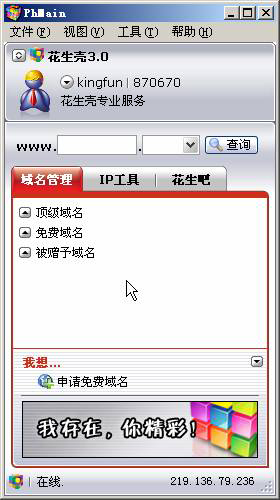 PhMain
文件(F) 视图(V) 工具(T) 帮助(H)
花生壳3.0
kingfun | 870670
花生壳专业服务
www. . 查询
域名管理 IP工具 花生吧
顶级域名
免费域名
被赠予域名
我想...
申请免费域名
我存在，你精彩!
在线. 219.136.79.236